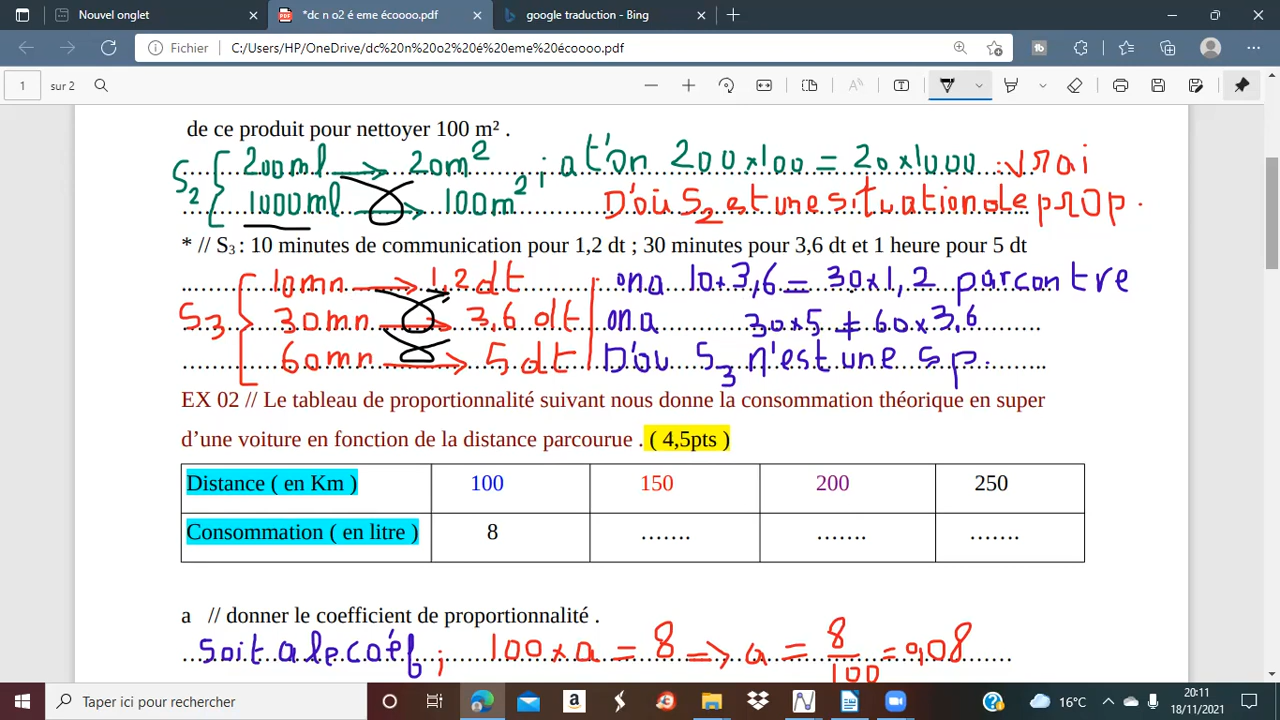 Nouvel onglet
*dc n o2 é eme écoooo.pdf
google traduction - Bing
Fichier
C:/Users/HP/OneDrive/dc%20n%20o2%20é%20eme%20écoooo.pdf
1 sur 2
de ce produit pour nettoyer 100 m² .
S2 { 200ml → 20m² ; at'on 200×100 = 20×1000 : vrai
1000ml → 100m² D'où S2 est une situation de prop .
* // S3 : 10 minutes de communication pour 1,2 dt ; 30 minutes pour 3,6 dt et 1 heure pour 5 dt
10mn → 1,2 dt | on a 10×3,6 = 30×1,2 par contre
S3 { 30mn → 3,6 dt | on a 30×5 ≠ 60×3,6
60mn → 5 dt | D'où S3 n'est une s p .
EX 02 // Le tableau de proportionnalité suivant nous donne la consommation théorique en super
d'une voiture en fonction de la distance parcourue . ( 4,5pts )
Distance ( en Km ) 100 150 200 250
Consommation ( en litre ) 8 ……. ……. …….
a // donner le coefficient de proportionnalité .
soit a le coéf ; 100×a = 8 => a = 8/100 = 0,08
Taper ici pour rechercher
16°C
20:11
18/11/2021